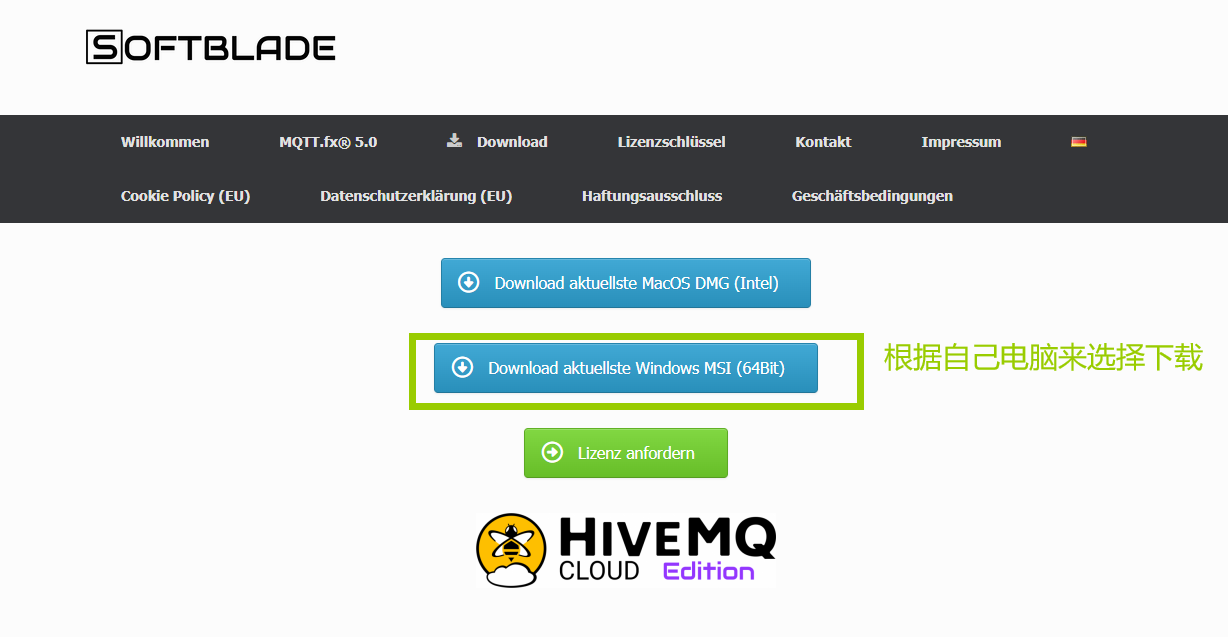 SOFTBLADE
Willkommen MQTT.fx® 5.0 Download Lizenzschlüssel Kontakt Impressum
Cookie Policy (EU) Datenschutzerklärung (EU) Haftungsausschluss Geschäftsbedingungen
Download aktuellste MacOS DMG (Intel)
Download aktuellste Windows MSI (64Bit)
根据自己电脑来选择下载
Lizenz anfordern
HIVEMQ
CLOUD Edition